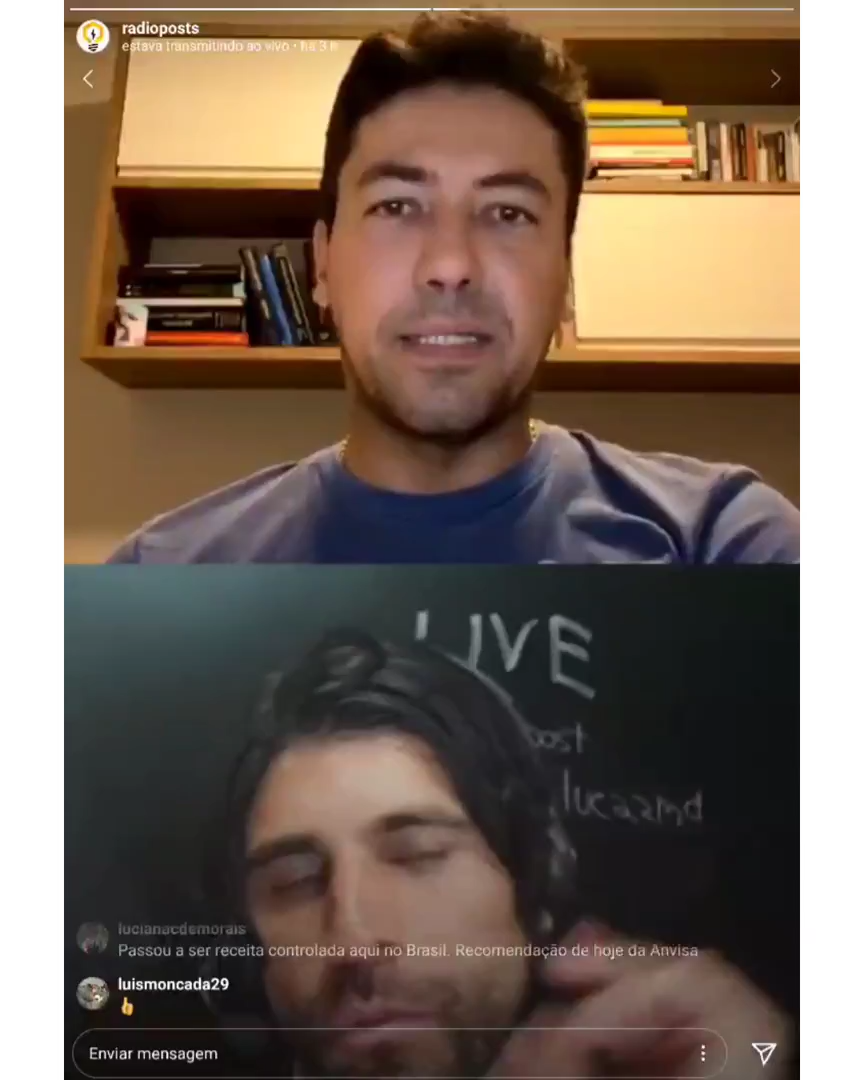 radioposts
estava transmitindo ao vivo • há 3 h
LIVE
lucaamd
lucianacdemorais
Passou a ser receita controlada aqui no Brasil. Recomendação de hoje da Anvisa
luismoncada29
Enviar mensagem